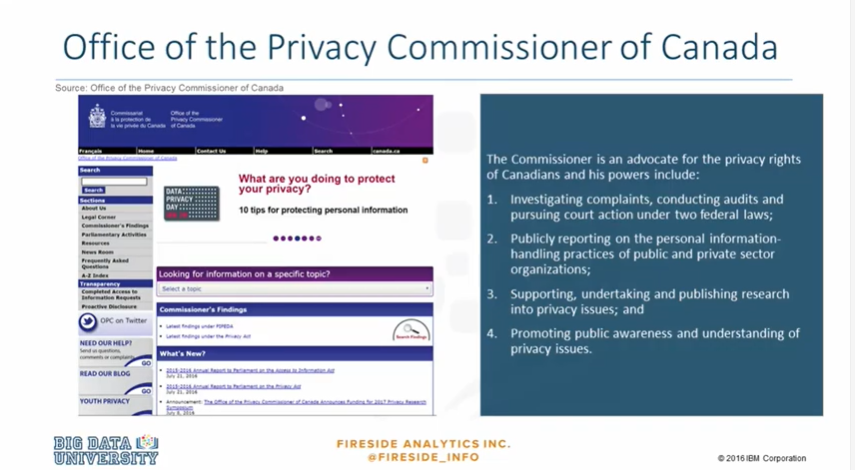 Office of the Privacy Commissioner of Canada
Source: Office of the Privacy Commissioner of Canada
Commissariat
à la protection de
la vie privée du Canada
Office of the
Privacy Commissioner
of Canada
Français Home Contact Us Help Search canada.ca
Office of the Privacy Commissioner of Canada
Search
Search
Sections
About Us
Legal Corner
Commissioner's Findings
Parliamentary Activities
Resources
News Room
Frequently Asked
Questions
A-Z Index
Transparency
Completed Access to
Information Requests
Proactive Disclosure
OPC on Twitter
NEED OUR HELP?
Send us questions,
comments or complaints
GO
READ OUR BLOG
GO
YOUTH PRIVACY
DATA
PRIVACY
DAY
What are you doing to protect
your privacy?
10 tips for protecting personal information
Looking for information on a specific topic?
Select a topic
Commissioner's Findings
Latest findings under PIPEDA
Latest findings under the Privacy Act
Search Findings
What's New?
2015-2016 Annual Report to Parliament on the Access to Information Act
July 21, 2016
2015-2016 Annual Report to Parliament on the Privacy Act
July 21, 2016
Announcement: The Office of the Privacy Commissioner of Canada Announces Funding for 2017 Privacy Research
Symposium
July 8, 2016
The Commissioner is an advocate for the privacy rights
of Canadians and his powers include:
1. Investigating complaints, conducting audits and
pursuing court action under two federal laws;
2. Publicly reporting on the personal information-
handling practices of public and private sector
organizations;
3. Supporting, undertaking and publishing research
into privacy issues; and
4. Promoting public awareness and understanding of
privacy issues.
BIG DATA
UNIVERSITY
FIRESIDE ANALYTICS INC.
@FIRESIDE_INFO
© 2016 IBM Corporation